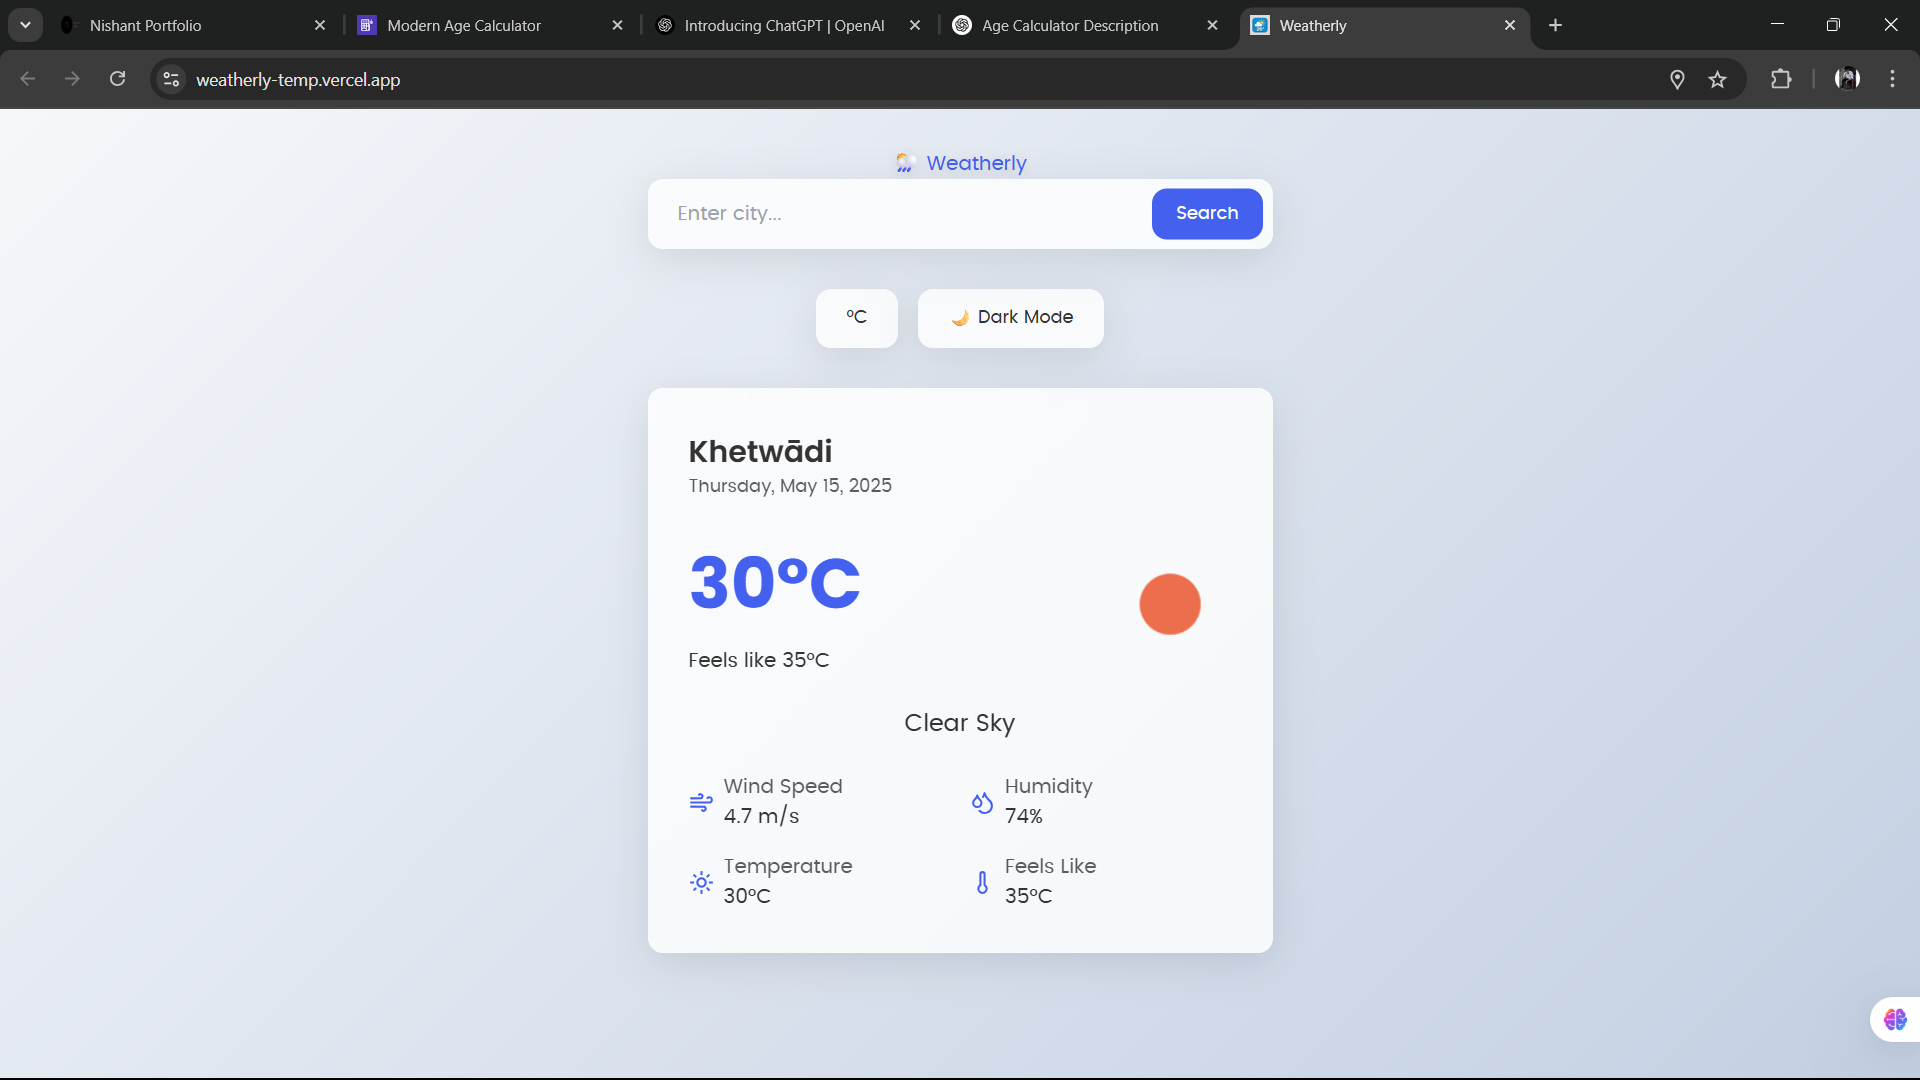 Nishant Portfolio
Modern Age Calculator
Introducing ChatGPT | OpenAI
Age Calculator Description
Weatherly
weatherly-temp.vercel.app
Weatherly
Enter city...
Search
°C
Dark Mode
Khetwādi
Thursday, May 15, 2025
30°C
Feels like 35°C
Clear Sky
Wind Speed
4.7 m/s
Humidity
74%
Temperature
30°C
Feels Like
35°C